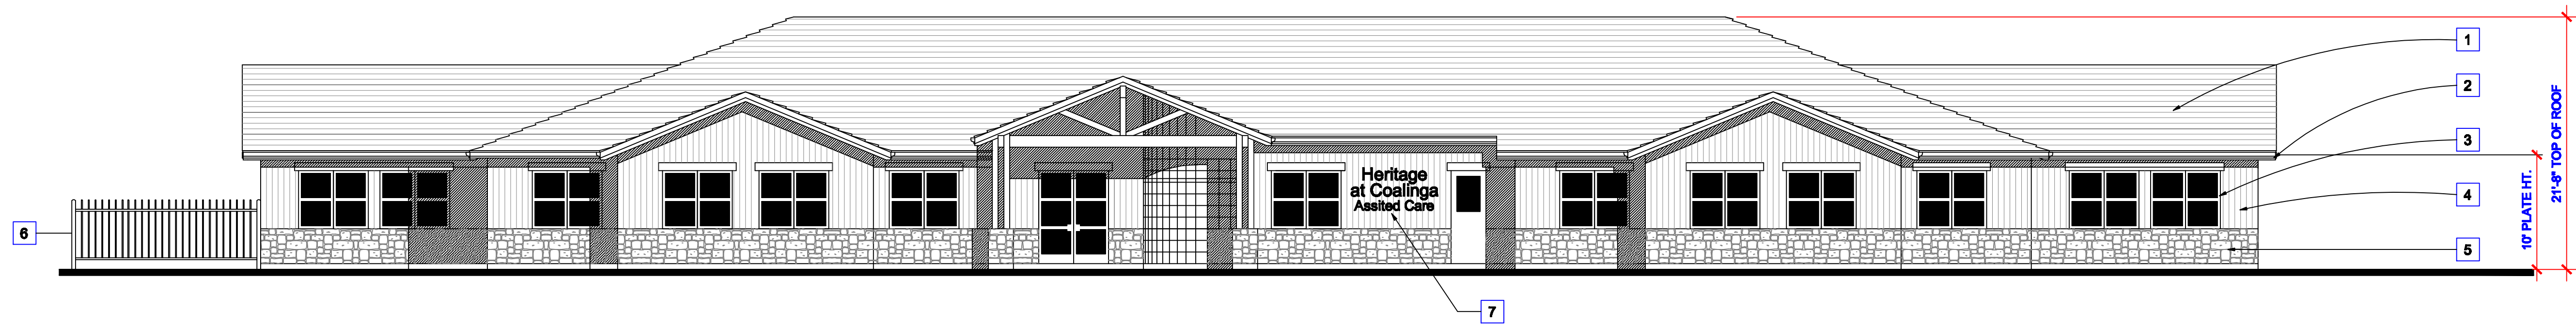 1
2
3
4
5
6
7
Heritage
at Coalinga
Assited Care
10' PLATE HT.
21'-8" TOP OF ROOF